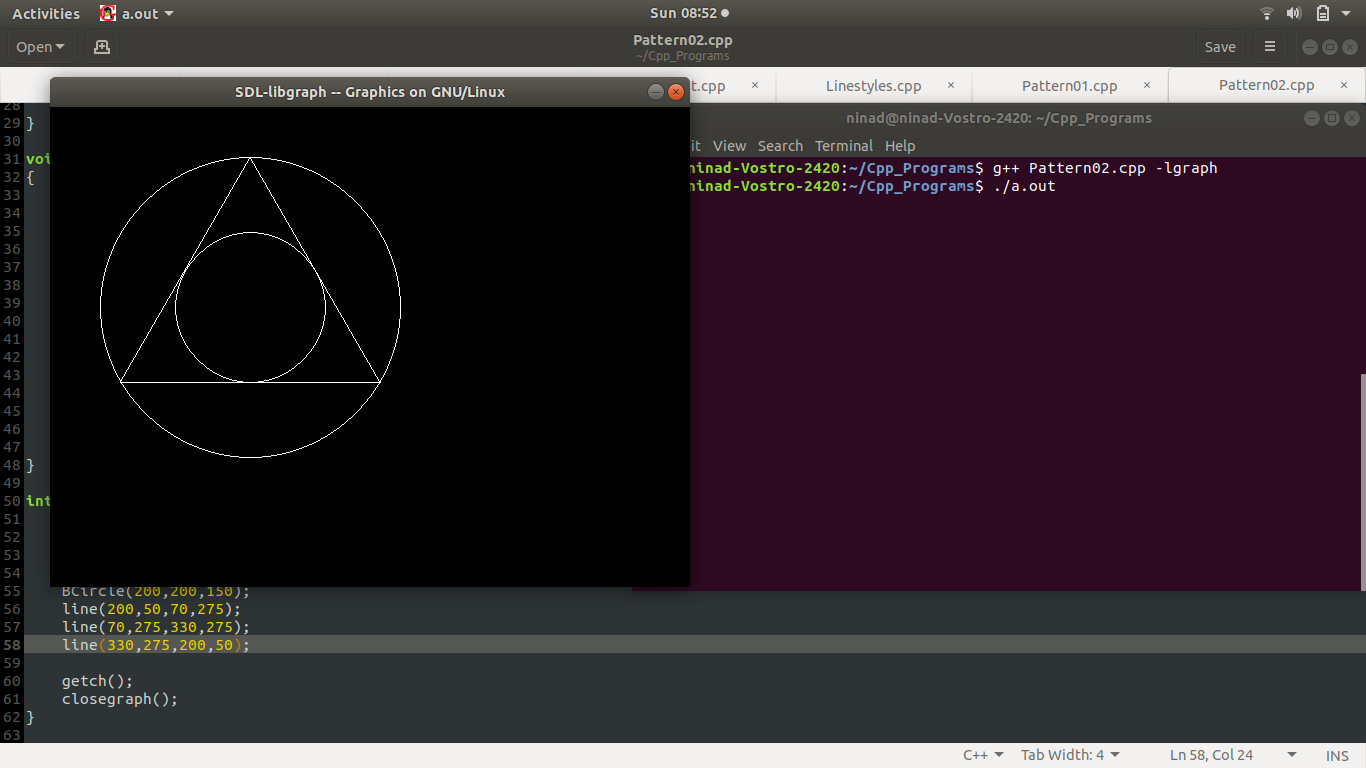 Activities a.out Sun 08:52
Open Pattern02.cpp Save
~/Cpp_Programs
t.cpp × Linestyles.cpp × Pattern01.cpp × Pattern02.cpp ×
SDL-libgraph -- Graphics on GNU/Linux
ninad@ninad-Vostro-2420: ~/Cpp_Programs
it View Search Terminal Help
ninad-Vostro-2420:~/Cpp_Programs$ g++ Pattern02.cpp -lgraph
ninad-Vostro-2420:~/Cpp_Programs$ ./a.out
28
29 }
30
31 voi
32 {
33
34
35
36
37
38
39
40
41
42
43
44
45
46
47
48 }
49
50 int
51
52
53
54
55 BCircle(200,200,150);
56 line(200,50,70,275);
57 line(70,275,330,275);
58 line(330,275,200,50);
59
60 getch();
61 closegraph();
62 }
63
C++ Tab Width: 4 Ln 58, Col 24 INS